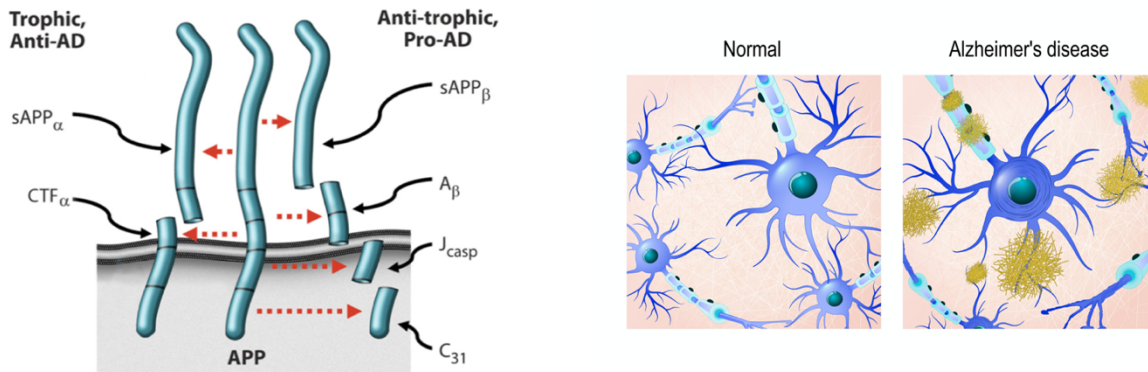 Trophic,
Anti-AD
Anti-trophic,
Pro-AD
sAPPα
sAPPβ
CTFα
Aβ
Jcasp
C31
APP
Normal
Alzheimer's disease